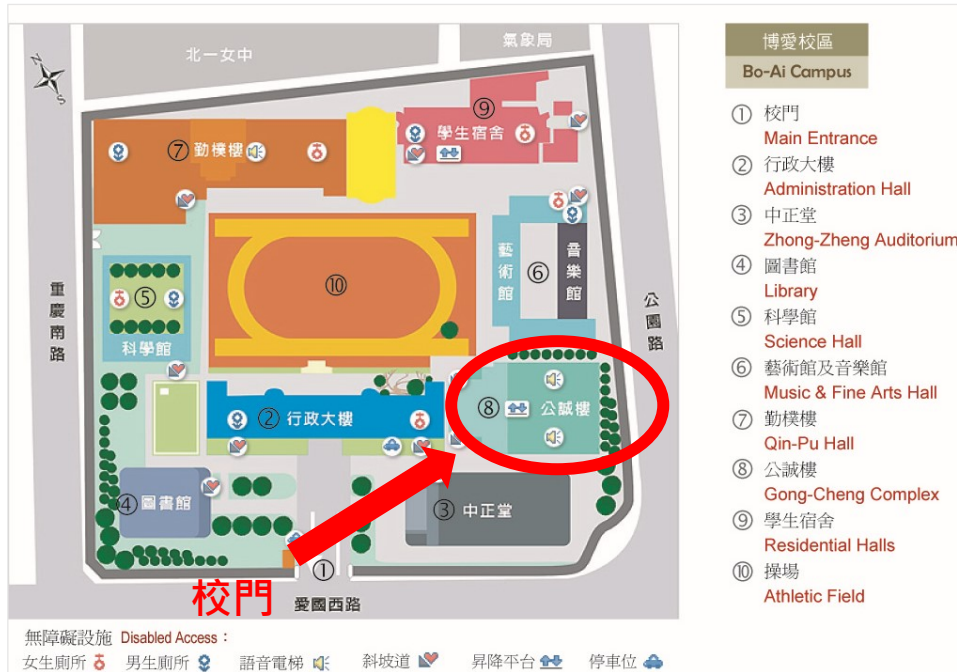 北一女中
氣象局
N
S
⑨
學生宿舍
⑦ 勤樸樓
藝術館
⑥
音樂館
⑩
重慶南路
公園路
⑤
科學館
⑧ 公誠樓
② 行政大樓
④ 圖書館
③ 中正堂
①
校門
愛國西路
博愛校區
Bo-Ai Campus
① 校門
Main Entrance
② 行政大樓
Administration Hall
③ 中正堂
Zhong-Zheng Auditorium
④ 圖書館
Library
⑤ 科學館
Science Hall
⑥ 藝術館及音樂館
Music & Fine Arts Hall
⑦ 勤樸樓
Qin-Pu Hall
⑧ 公誠樓
Gong-Cheng Complex
⑨ 學生宿舍
Residential Halls
⑩ 操場
Athletic Field
無障礙設施 Disabled Access：
女生廁所 男生廁所 語音電梯 斜坡道 昇降平台 停車位